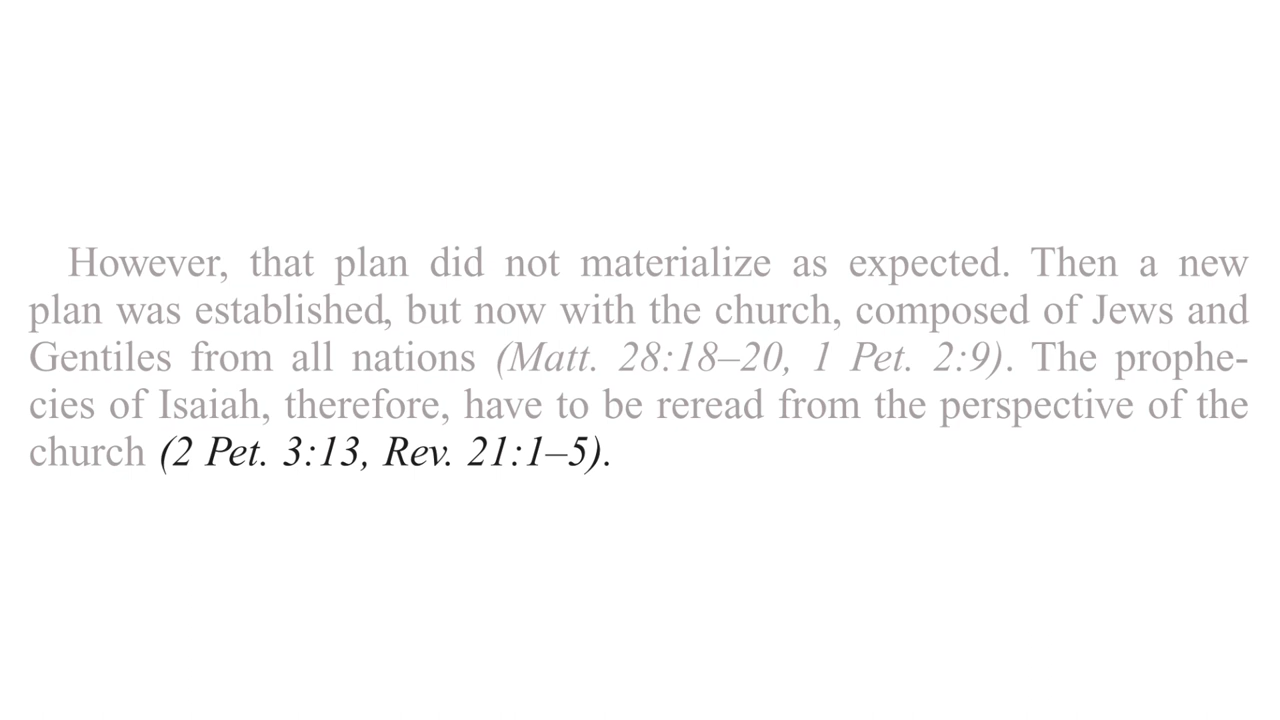 However, that plan did not materialize as expected. Then a new
plan was established, but now with the church, composed of Jews and
Gentiles from all nations (Matt. 28:18–20, 1 Pet. 2:9). The prophe-
cies of Isaiah, therefore, have to be reread from the perspective of the
church (2 Pet. 3:13, Rev. 21:1–5).